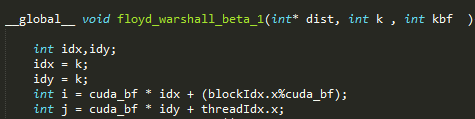 __global__ void floyd_warshall_beta_1(int* dist, int k , int kbf  )
int idx,idy;
idx = k;
idy = k;
int i = cuda_bf * idx + (blockIdx.x%cuda_bf);
int j = cuda_bf * idy + threadIdx.x;